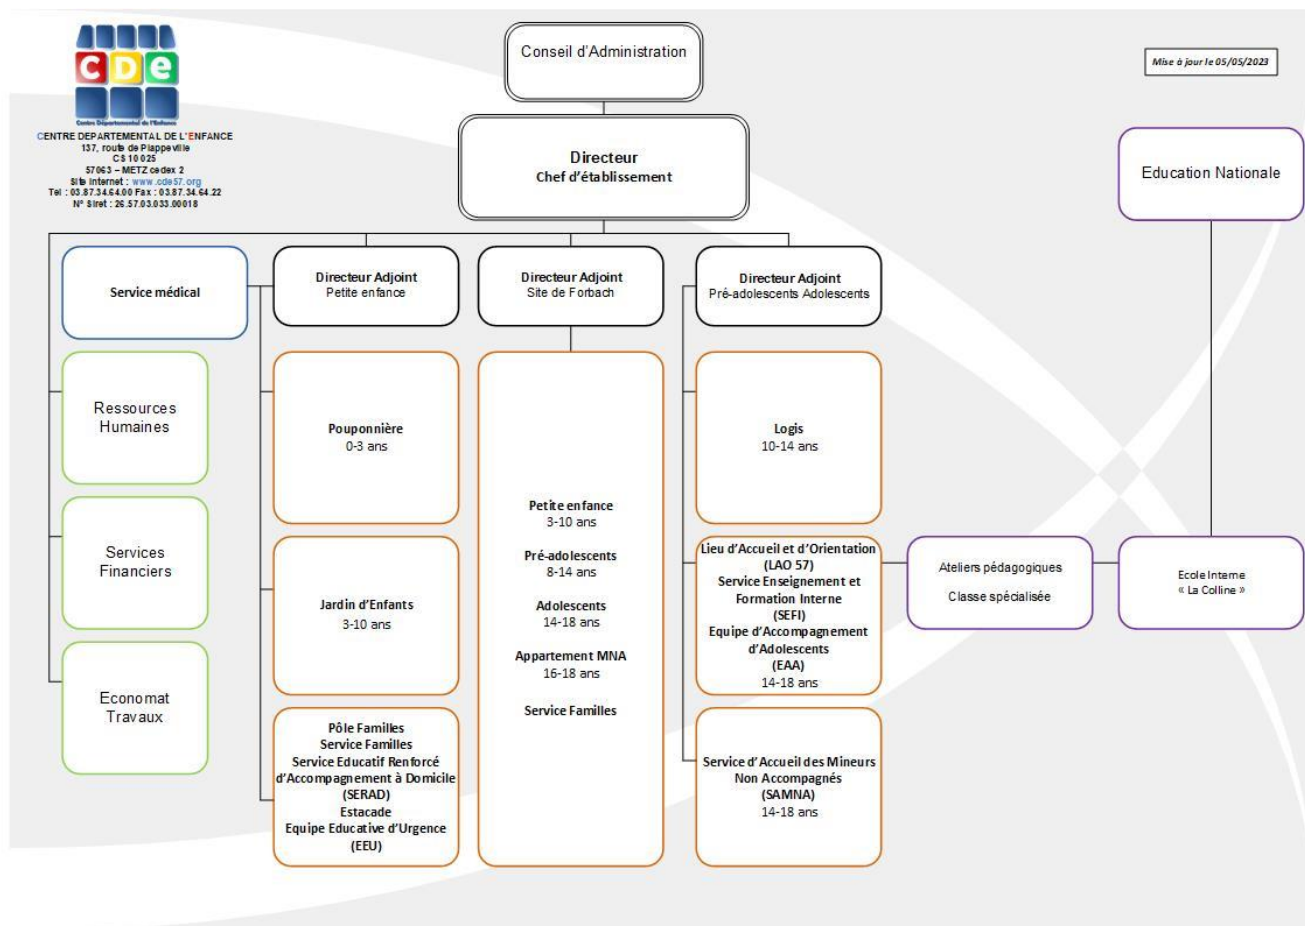 CDe
Centre Départemental de l'Enfance
CENTRE DEPARTEMENTAL DE L'ENFANCE
137, route de Plappeville
CS 10 025
57063 – METZ cedex 2
Site Internet : www.cde57.org
Tel : 03.87.34.64.00 Fax : 03.87.34.64.22
N° Siret : 26.57.03.033.00018
Conseil d'Administration
Mise à jour le 05/05/2023
Directeur
Chef d'établissement
Education Nationale
Service médical
Directeur Adjoint
Petite enfance
Directeur Adjoint
Site de Forbach
Directeur Adjoint
Pré-adolescents Adolescents
Ressources
Humaines
Services
Financiers
Economat
Travaux
Pouponnière
0-3 ans
Jardin d'Enfants
3-10 ans
Pôle Familles
Service Familles
Service Educatif Renforcé
d'Accompagnement à Domicile
(SERAD)
Estacade
Equipe Educative d'Urgence
(EEU)
Petite enfance
3-10 ans
Pré-adolescents
8-14 ans
Adolescents
14-18 ans
Appartement MNA
16-18 ans
Service Familles
Logis
10-14 ans
Lieu d'Accueil et d'Orientation
(LAO 57)
Service Enseignement et
Formation Interne
(SEFI)
Equipe d'Accompagnement
d'Adolescents
(EAA)
14-18 ans
Service d'Accueil des Mineurs
Non Accompagnés
(SAMNA)
14-18 ans
Ateliers pédagogiques
Classe spécialisée
Ecole Interne
« La Colline »